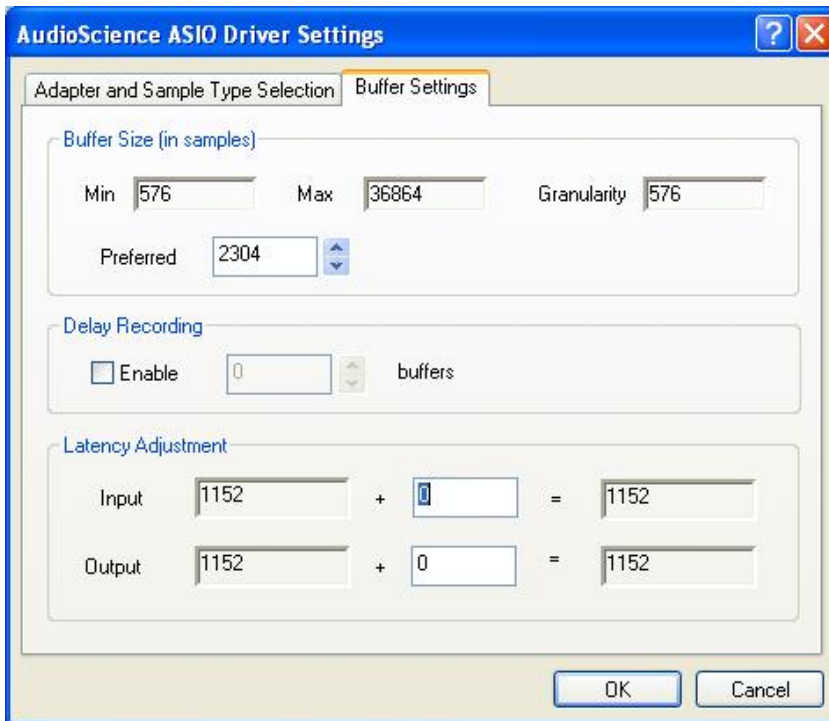 AudioScience ASIO Driver Settings
Adapter and Sample Type Selection Buffer Settings
Buffer Size (in samples)
Min 576 Max 36864 Granularity 576
Preferred 2304
Delay Recording
Enable 0 buffers
Latency Adjustment
Input 1152 + 0 = 1152
Output 1152 + 0 = 1152
OK Cancel